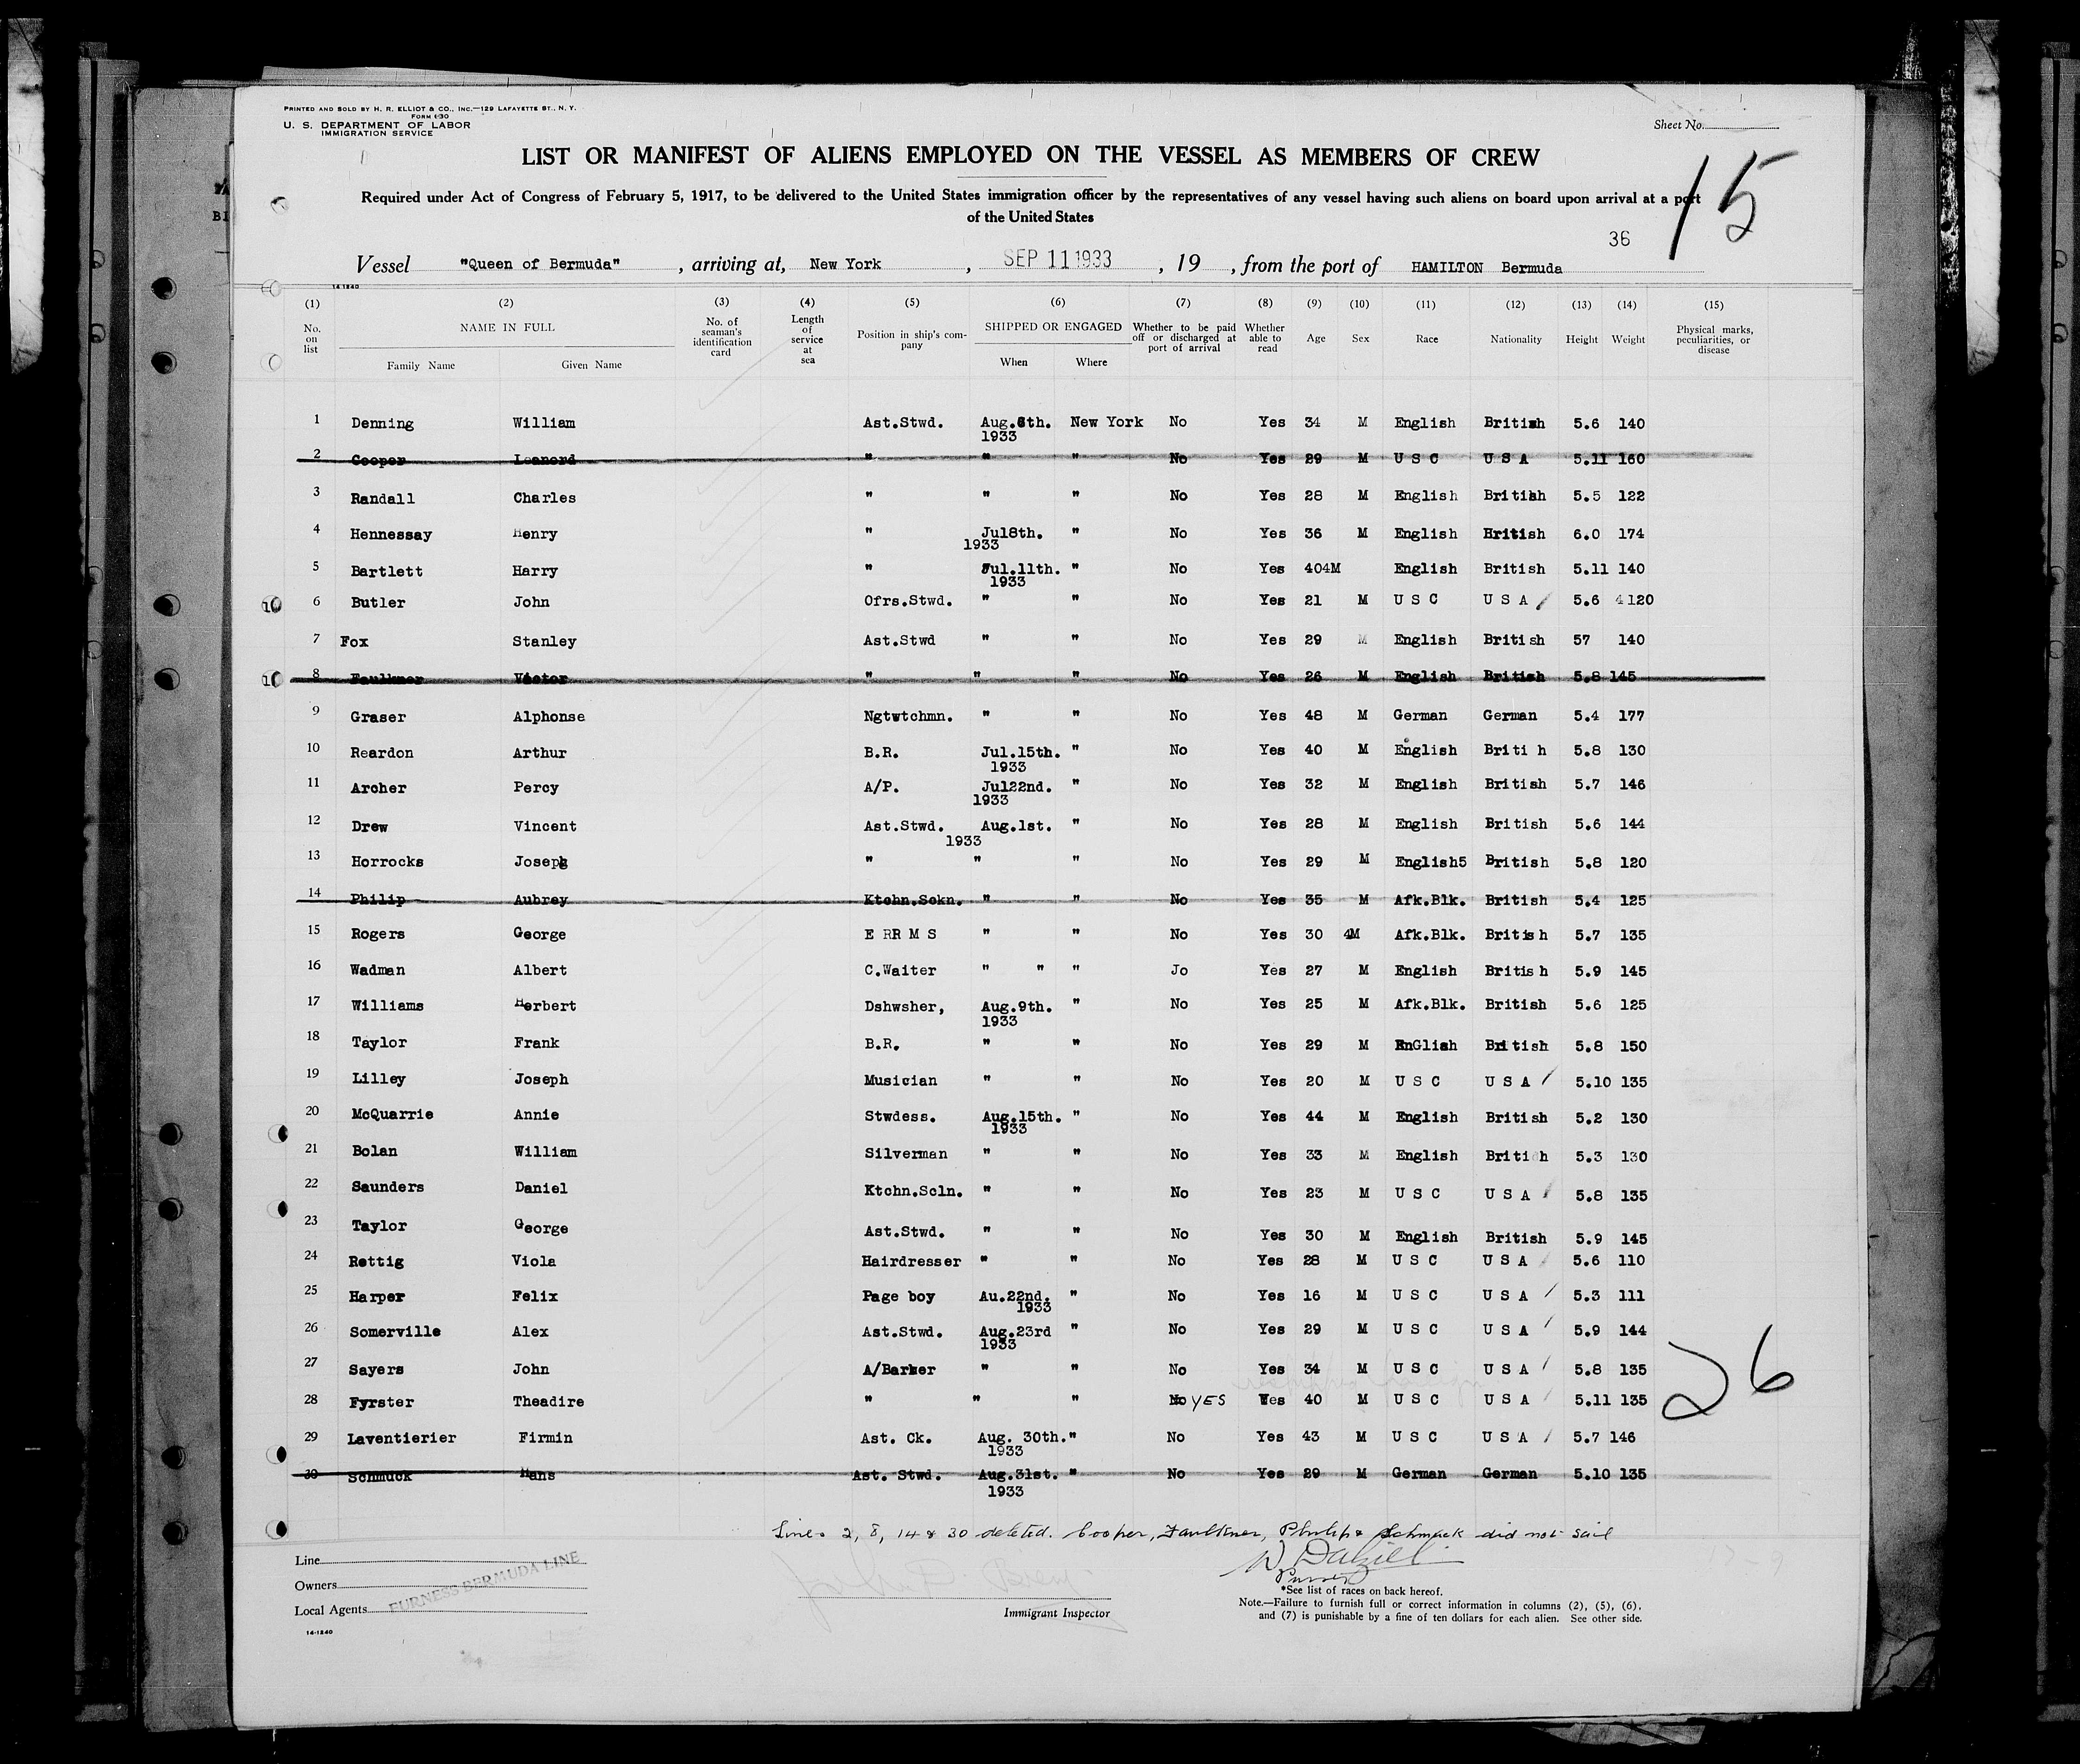 PRINTED AND SOLD BY H. R. ELLIOT & CO., INC.—129 LAFAYETTE ST., N. Y.
FORM 630
U. S. DEPARTMENT OF LABOR
IMMIGRATION SERVICE
Sheet No.
LIST OR MANIFEST OF ALIENS EMPLOYED ON THE VESSEL AS MEMBERS OF CREW
15
Required under Act of Congress of February 5, 1917, to be delivered to the United States immigration officer by the representatives of any vessel having such aliens on board upon arrival at a port
of the United States
36
Vessel "Queen of Bermuda" , arriving at, New York , SEP 11 1933 , 19 , from the port of HAMILTON Bermuda
14-1240
(1) (2) (3) (4) (5) (6) (7) (8) (9) (10) (11) (12) (13) (14) (15)
No. on list NAME IN FULL Family Name Given Name No. of seaman's identification card Length of service at sea Position in ship's company SHIPPED OR ENGAGED When Where Whether to be paid off or discharged at port of arrival Whether able to read Age Sex Race Nationality Height Weight Physical marks, peculiarities, or disease
1 Denning William Ast.Stwd. Aug.6th. New York No Yes 34 M English British 5.6 140
1933
2 Cooper Leanord " " " No Yes 29 M U S C U S A 5.11 160
3 Randall Charles " " " No Yes 28 M English British 5.5 122
4 Hennessay Henry " Jul8th. " No Yes 36 M English British 6.0 174
1933
5 Bartlett Harry " Jul.11th. " No Yes 404M English British 5.11 140
1933
6 Butler John Ofrs.Stwd. " " No Yes 21 M U S C U S A 5.6 4120
7 Fox Stanley Ast.Stwd " " No Yes 29 M English British 57 140
8 Faulkner Victor " " " No Yes 26 M English British 5.8 145
9 Graser Alphonse Ngtwtchmn. " " No Yes 48 M German German 5.4 177
10 Reardon Arthur B.R. Jul.15th. " No Yes 40 M English Briti h 5.8 130
1933
11 Archer Percy A/P. Jul22nd. " No Yes 32 M English British 5.7 146
1933
12 Drew Vincent Ast.Stwd. Aug.1st. " No Yes 28 M English British 5.6 144
1933
13 Horrocks Joseph " " " No Yes 29 M English5 British 5.8 120
14 Philip Aubrey Ktchn.Sckn. " " No Yes 35 M Afk.Blk. British 5.4 125
15 Rogers George E RR M S " " No Yes 30 4M Afk.Blk. British 5.7 135
16 Wadman Albert C.Waiter " " " Jo Yes 27 M English British 5.9 145
17 Williams Herbert Dshwsher, Aug.9th. " No Yes 25 M Afk.Blk. British 5.6 125
1933
18 Taylor Frank B.R. " " No Yes 29 M EnGlish British 5.8 150
19 Lilley Joseph Musician " " No Yes 20 M U S C U S A 5.10 135
20 McQuarrie Annie Stwdess. Aug.15th. " No Yes 44 M English British 5.2 130
1933
21 Bolan William Silverman " " No Yes 33 M English British 5.3 130
22 Saunders Daniel Ktchn.Scln. " " No Yes 23 M U S C U S A 5.8 135
23 Taylor George Ast.Stwd. " " No Yes 30 M English British 5.9 145
24 Rettig Viola Hairdresser " " No Yes 28 M U S C U S A 5.6 110
25 Harper Felix Page boy Au.22nd. " No Yes 16 M U S C U S A 5.3 111
1933
26 Somerville Alex Ast.Stwd. Aug.23rd " No Yes 29 M U S C U S A 5.9 144
1933
27 Sayers John A/Barker " " No Yes 34 M U S C U S A 5.8 135
28 Fyrster Theadire " " " No YES Yes 40 M U S C U S A 5.11 135
26
29 Laventierier Firmin Ast. Ck. Aug. 30th. " No Yes 43 M U S C U S A 5.7 146
1933
30 Schmuck Hans Ast. Stwd. Aug.31st. " No Yes 29 M German German 5.10 135
1933
Lines 2, 8, 14 & 30 deleted. Cooper, Faulkner, Philip & Schmuck did not sail
W Dalziell
Purser
Line
Owners
Local Agents
FURNESS BERMUDA LINE
Immigrant Inspector
*See list of races on back hereof.
Note.—Failure to furnish full or correct information in columns (2), (5), (6),
and (7) is punishable by a fine of ten dollars for each alien. See other side.
14-1240